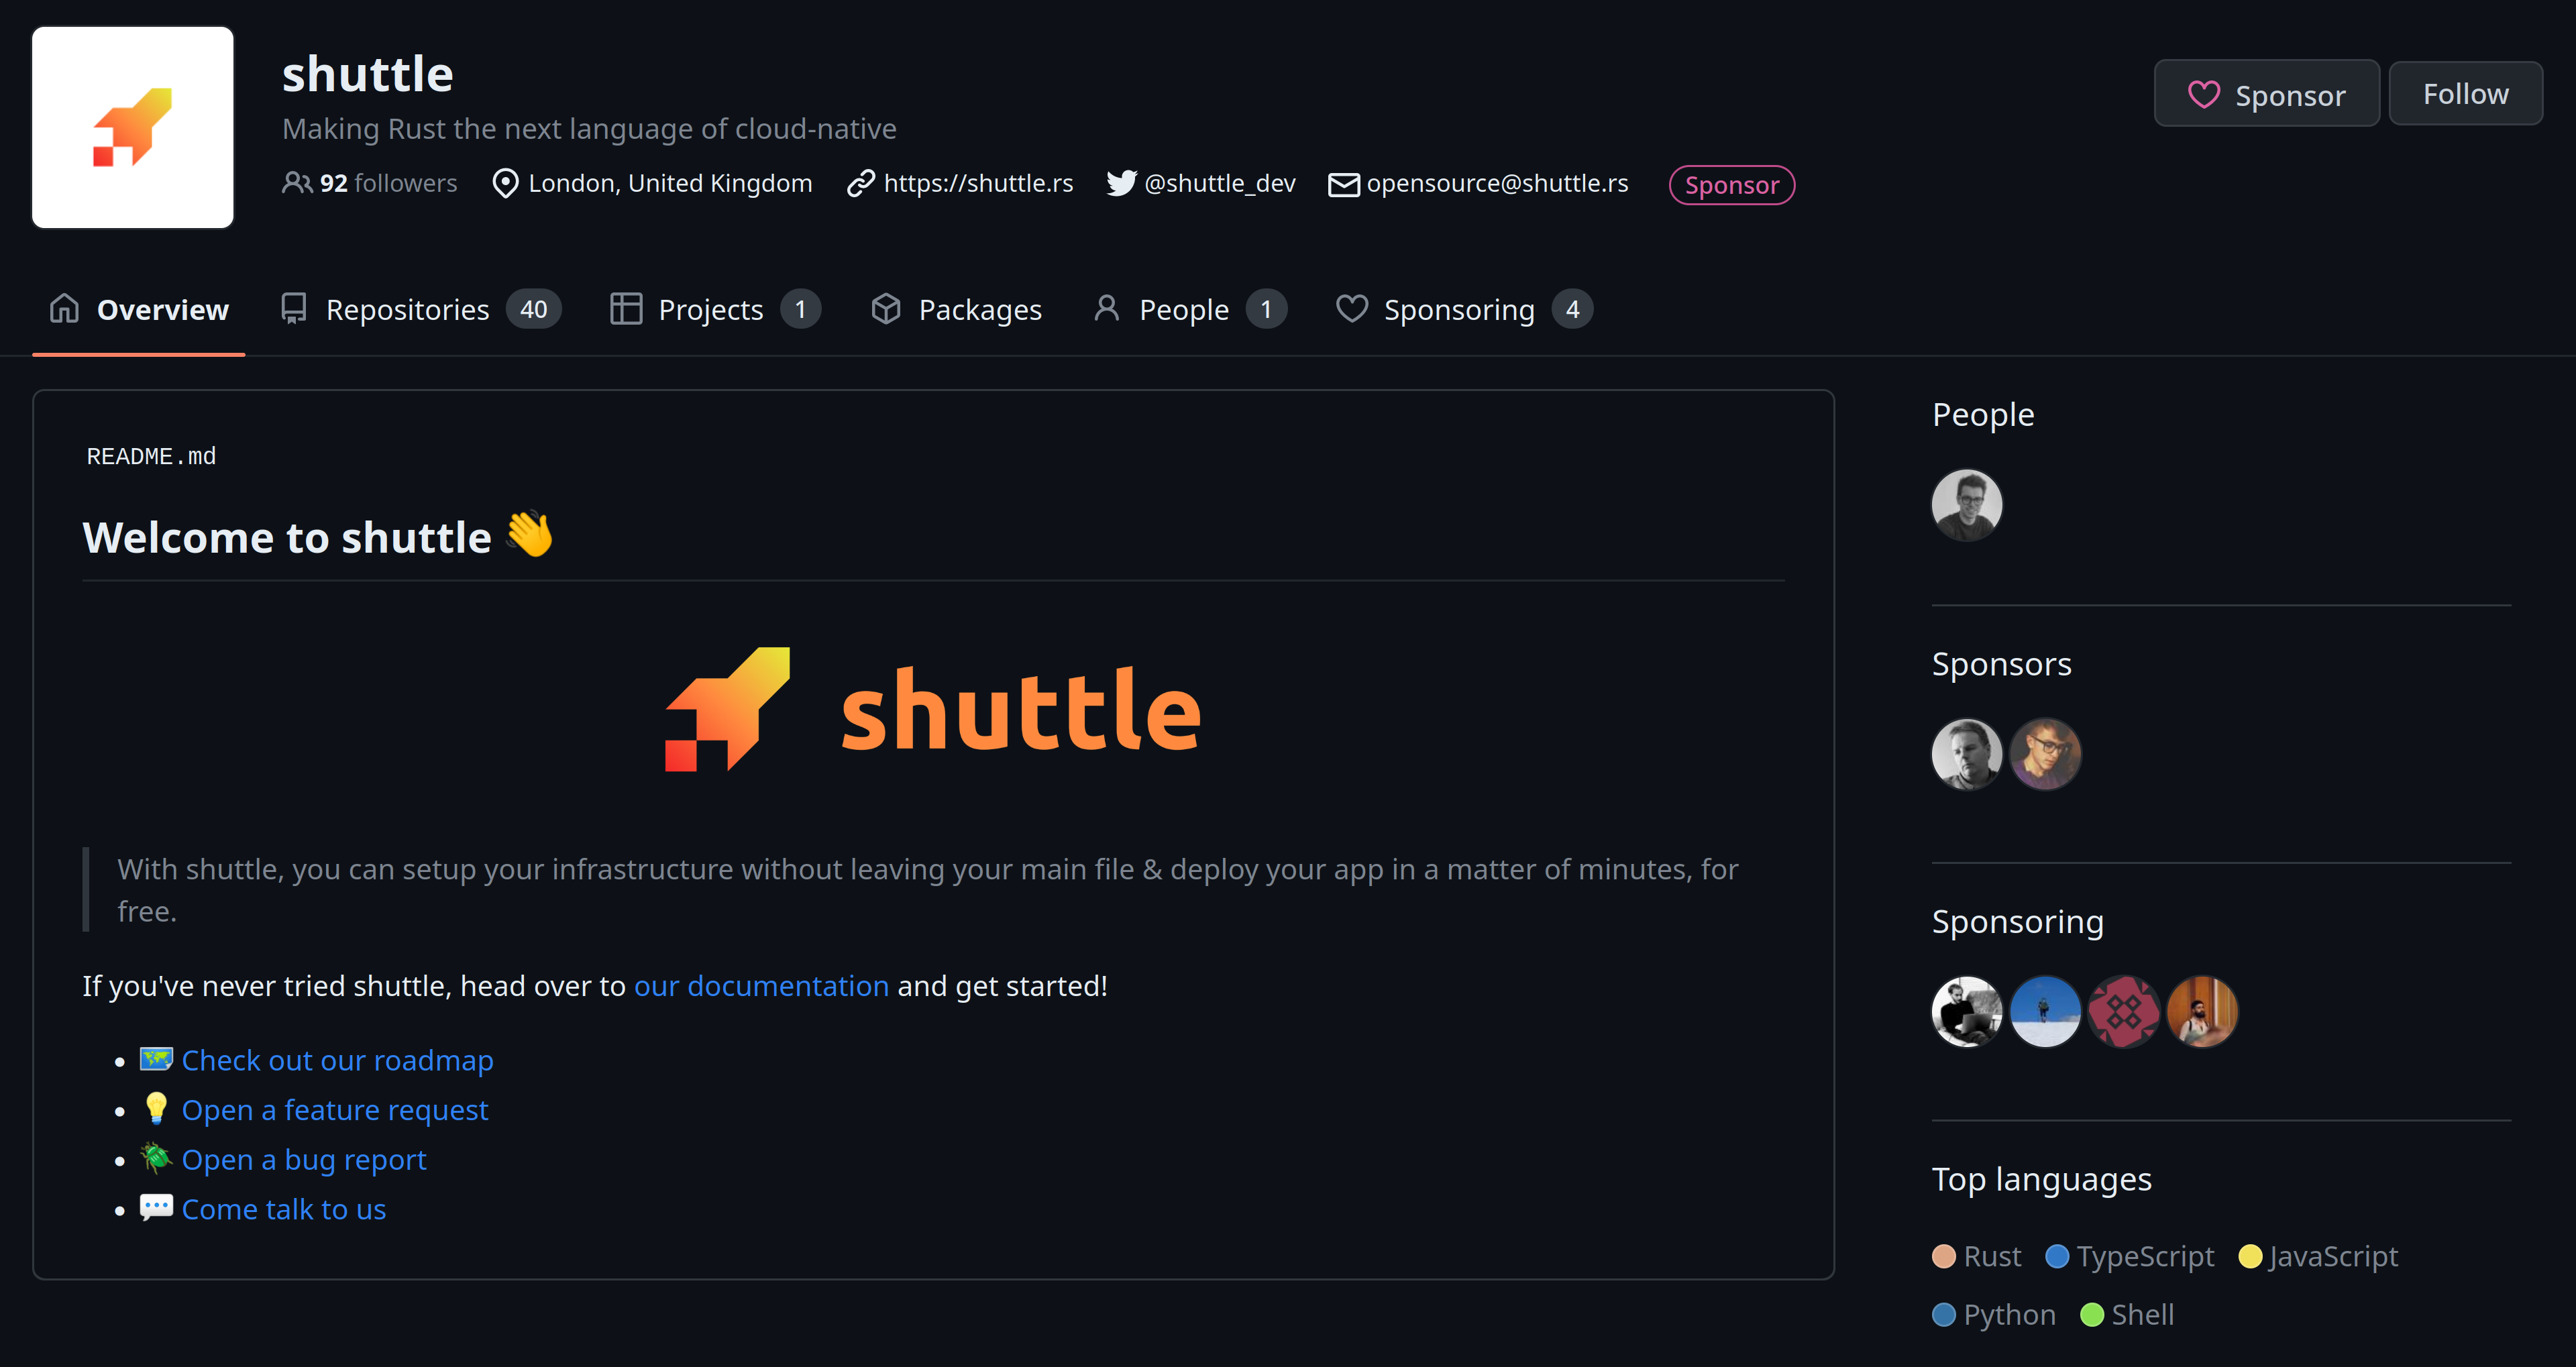 shuttle
Sponsor
Follow
Making Rust the next language of cloud-native
92 followers London, United Kingdom https://shuttle.rs @shuttle_dev opensource@shuttle.rs Sponsor
Overview Repositories 40 Projects 1 Packages People 1 Sponsoring 4
README.md
Welcome to shuttle 👋
shuttle
With shuttle, you can setup your infrastructure without leaving your main file & deploy your app in a matter of minutes, for
free.
If you've never tried shuttle, head over to our documentation and get started!
• 🗺️ Check out our roadmap
• 💡 Open a feature request
• 🪲 Open a bug report
• 💬 Come talk to us
People
Sponsors
Sponsoring
Top languages
Rust TypeScript JavaScript
Python Shell